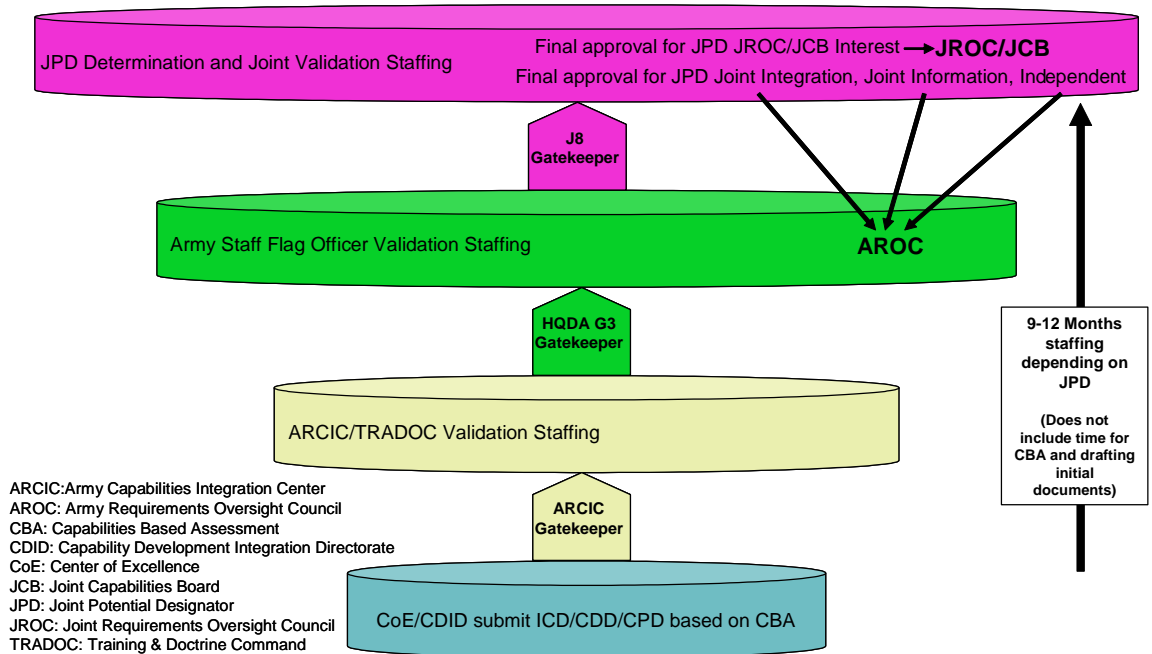 Final approval for JPD JROC/JCB Interest JROC/JCB
JPD Determination and Joint Validation Staffing
Final approval for JPD Joint Integration, Joint Information, Independent
J8
Gatekeeper
Army Staff Flag Officer Validation Staffing
AROC
HQDA G3
Gatekeeper
9-12 Months
staffing
depending on
JPD
(Does not
include time for
CBA and drafting
initial
documents)
ARCIC/TRADOC Validation Staffing
ARCIC
Gatekeeper
CoE/CDID submit ICD/CDD/CPD based on CBA
ARCIC:Army Capabilities Integration Center
AROC: Army Requirements Oversight Council
CBA: Capabilities Based Assessment
CDID: Capability Development Integration Directorate
CoE: Center of Excellence
JCB: Joint Capabilities Board
JPD: Joint Potential Designator
JROC: Joint Requirements Oversight Council
TRADOC: Training & Doctrine Command